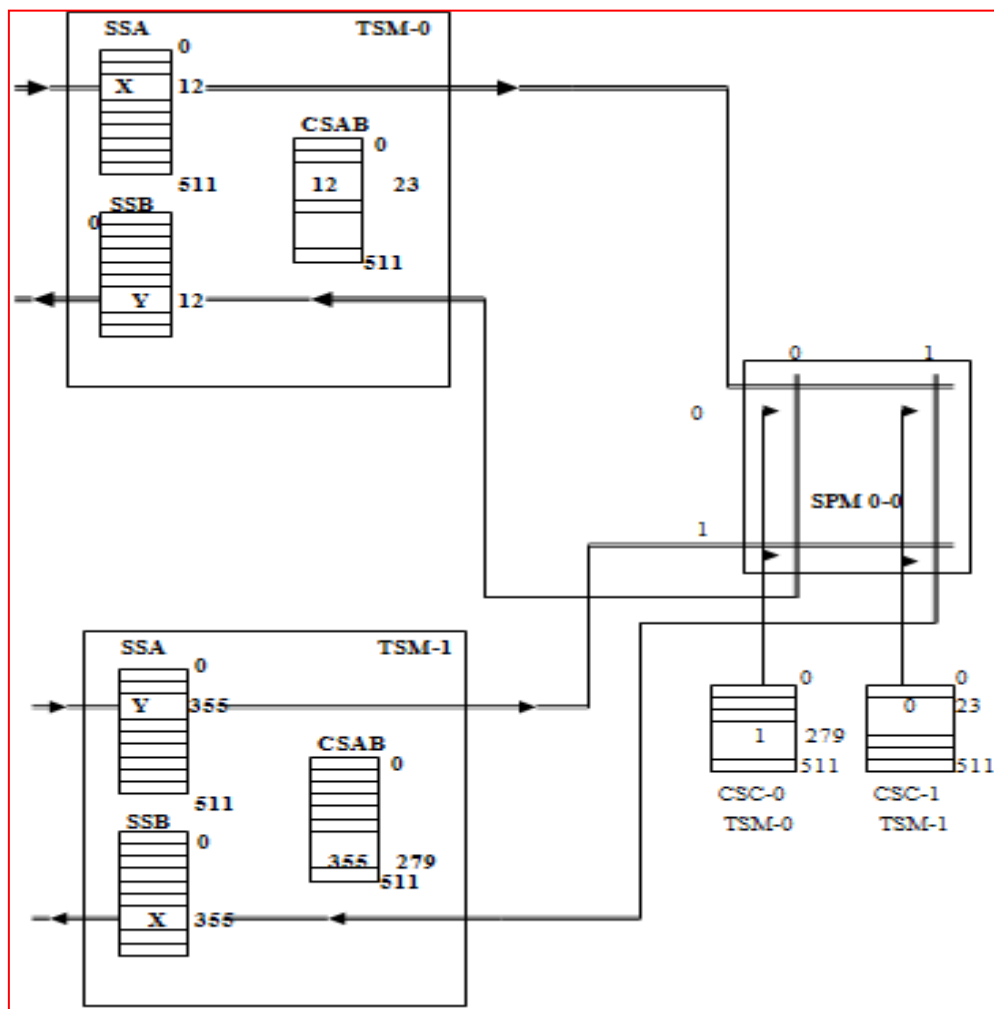 SSA TSM-0
0
X 12
CSAB
0
511 12 23
SSB
0
511
Y 12
0 1
0
SPM 0-0
1
SSA TSM-1
0
Y 355
CSAB
0
511
SSB
0
355 279
511
X 355
0 0
0 23
1 279
511 511
CSC-0 CSC-1
TSM-0 TSM-1